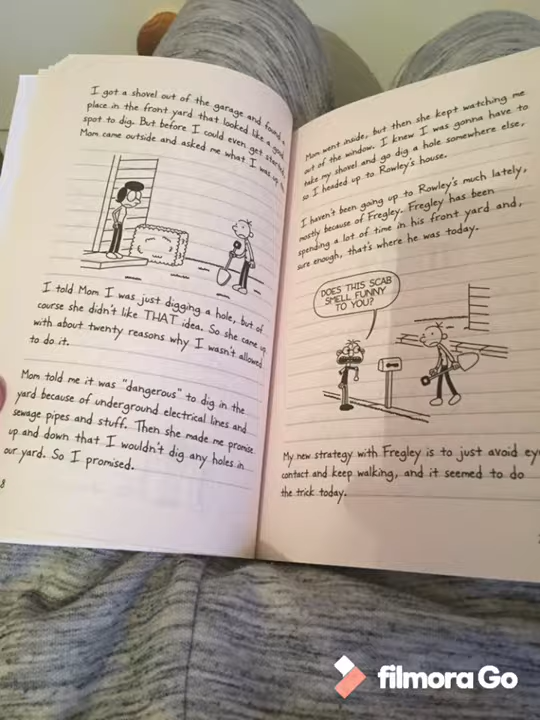 I got a shovel out of the garage and found a
place in the front yard that looked like a good
spot to dig. But before I could even get started,
Mom came outside and asked me what I was up
I told Mom I was just digging a hole, but of
course she didn't like THAT idea. So she came up
with about twenty reasons why I wasn't allowed
to do it.
Mom told me it was "dangerous" to dig in the
yard because of underground electrical lines and
sewage pipes and stuff. Then she made me promise
up and down that I wouldn't dig any holes in
our yard. So I promised.
8
Mom went inside, but then she kept watching me
out of the window. I knew I was gonna have to
take my shovel and go dig a hole somewhere else,
so I headed up to Rowley's house.
I haven't been going up to Rowley's much lately,
mostly because of Fregley. Fregley has been
spending a lot of time in his front yard and,
sure enough, that's where he was today.
DOES THIS SCAB
SMELL FUNNY
TO YOU?
My new strategy with Fregley is to just avoid
contact and keep walking, and it seemed to do
the trick today.
filmora Go